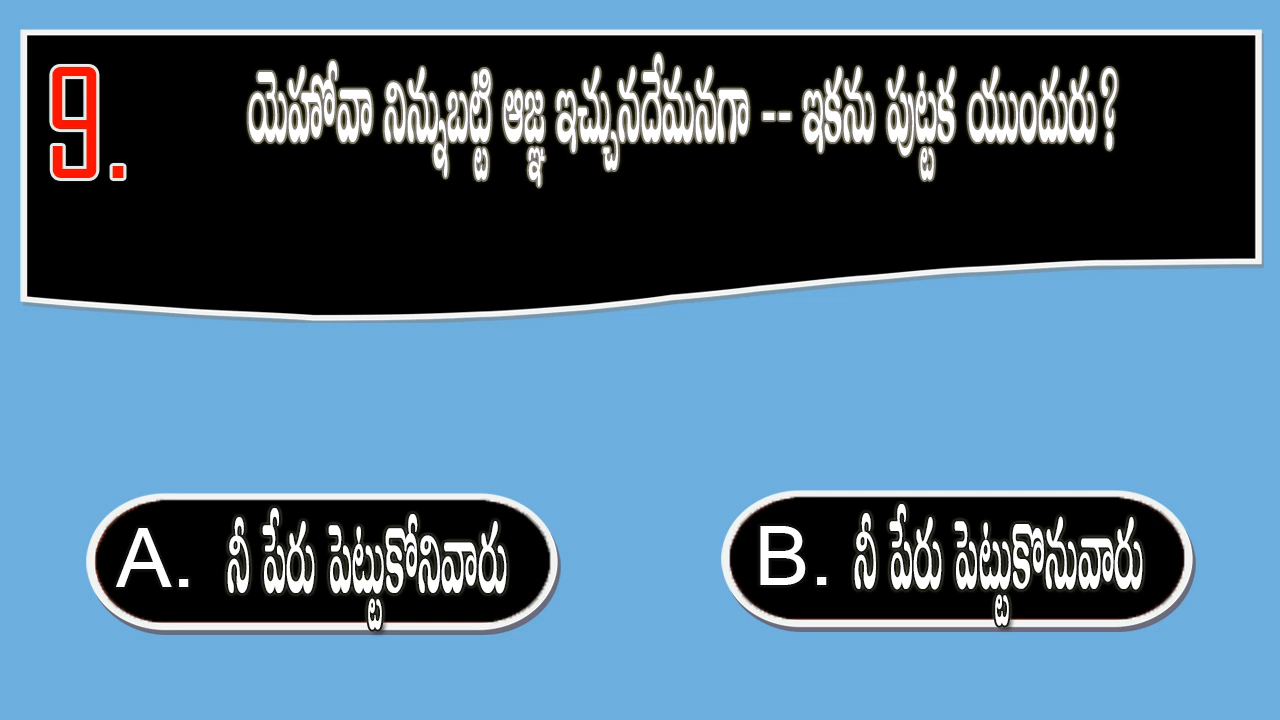 9. యెహోవా నిన్నుబట్టి ఆజ్ఞ ఇచ్చునదేమనగా -- ఇకను పుట్టక యుందురు?
A. నీ పేరు పెట్టుకోనివారు
B. నీ పేరు పెట్టుకొనువారు